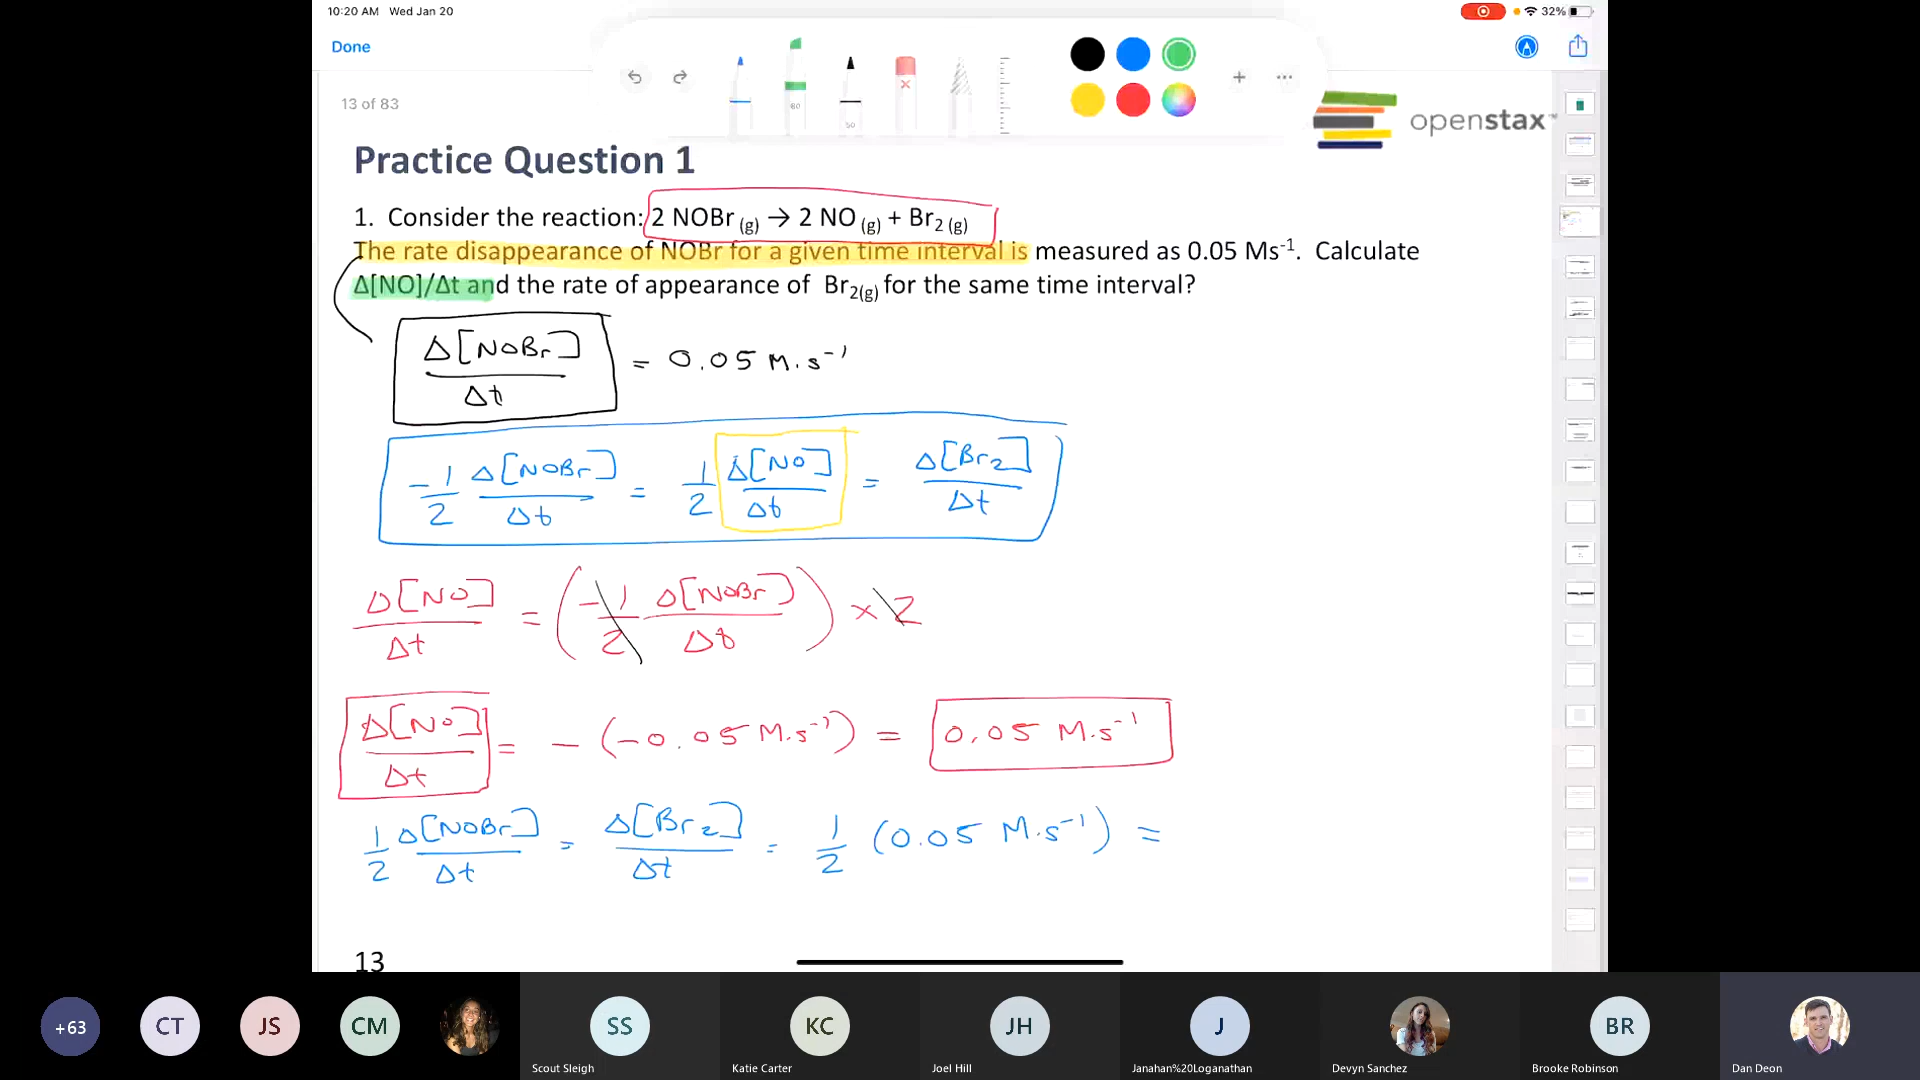 10:20 AM Wed Jan 20
32%
Done
13 of 83
80
50
openstax™
Practice Question 1
1. Consider the reaction: 2 NOBr (g) → 2 NO (g) + Br2 (g)
The rate disappearance of NOBr for a given time interval is measured as 0.05 Ms-1. Calculate
Δ[NO]/Δt and the rate of appearance of Br2(g) for the same time interval?
Δ[NOBr]/Δt = 0.05 M.s⁻¹
-1/2 Δ[NOBr]/Δt = 1/2 Δ[NO]/Δt = Δ[Br2]/Δt
Δ[NO]/Δt = (-1/2 Δ[NOBr]/Δt) × 2
Δ[NO]/Δt = - (-0.05 M.s⁻¹) = 0.05 M.s⁻¹
1/2 Δ[NOBr]/Δt = Δ[Br2]/Δt = 1/2 (0.05 M.s⁻¹) =
13
+63
CT
JS
CM
SS
KC
JH
J
BR
Scout Sleigh
Katie Carter
Joel Hill
Janahan%20Loganathan
Devyn Sanchez
Brooke Robinson
Dan Deon